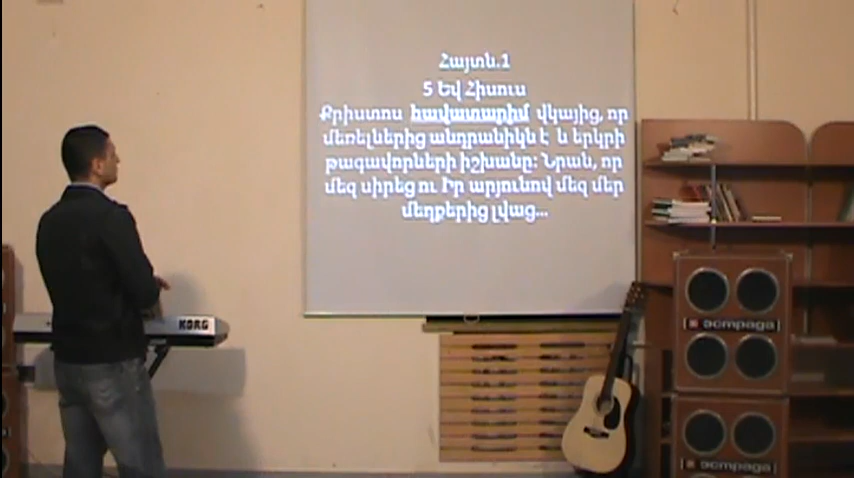 Հայտն.1
5 Եվ Հիսուս
Քրիստոս հավատարիմ վկայից, որ
մեռելներից անդրանիկն է և երկրի
թագավորների իշխանը: Նրան, որ
մեզ սիրեց ու Իր արյունով մեզ մեր
մեղքերից լվաց...
KORG
эстрада
эстрада